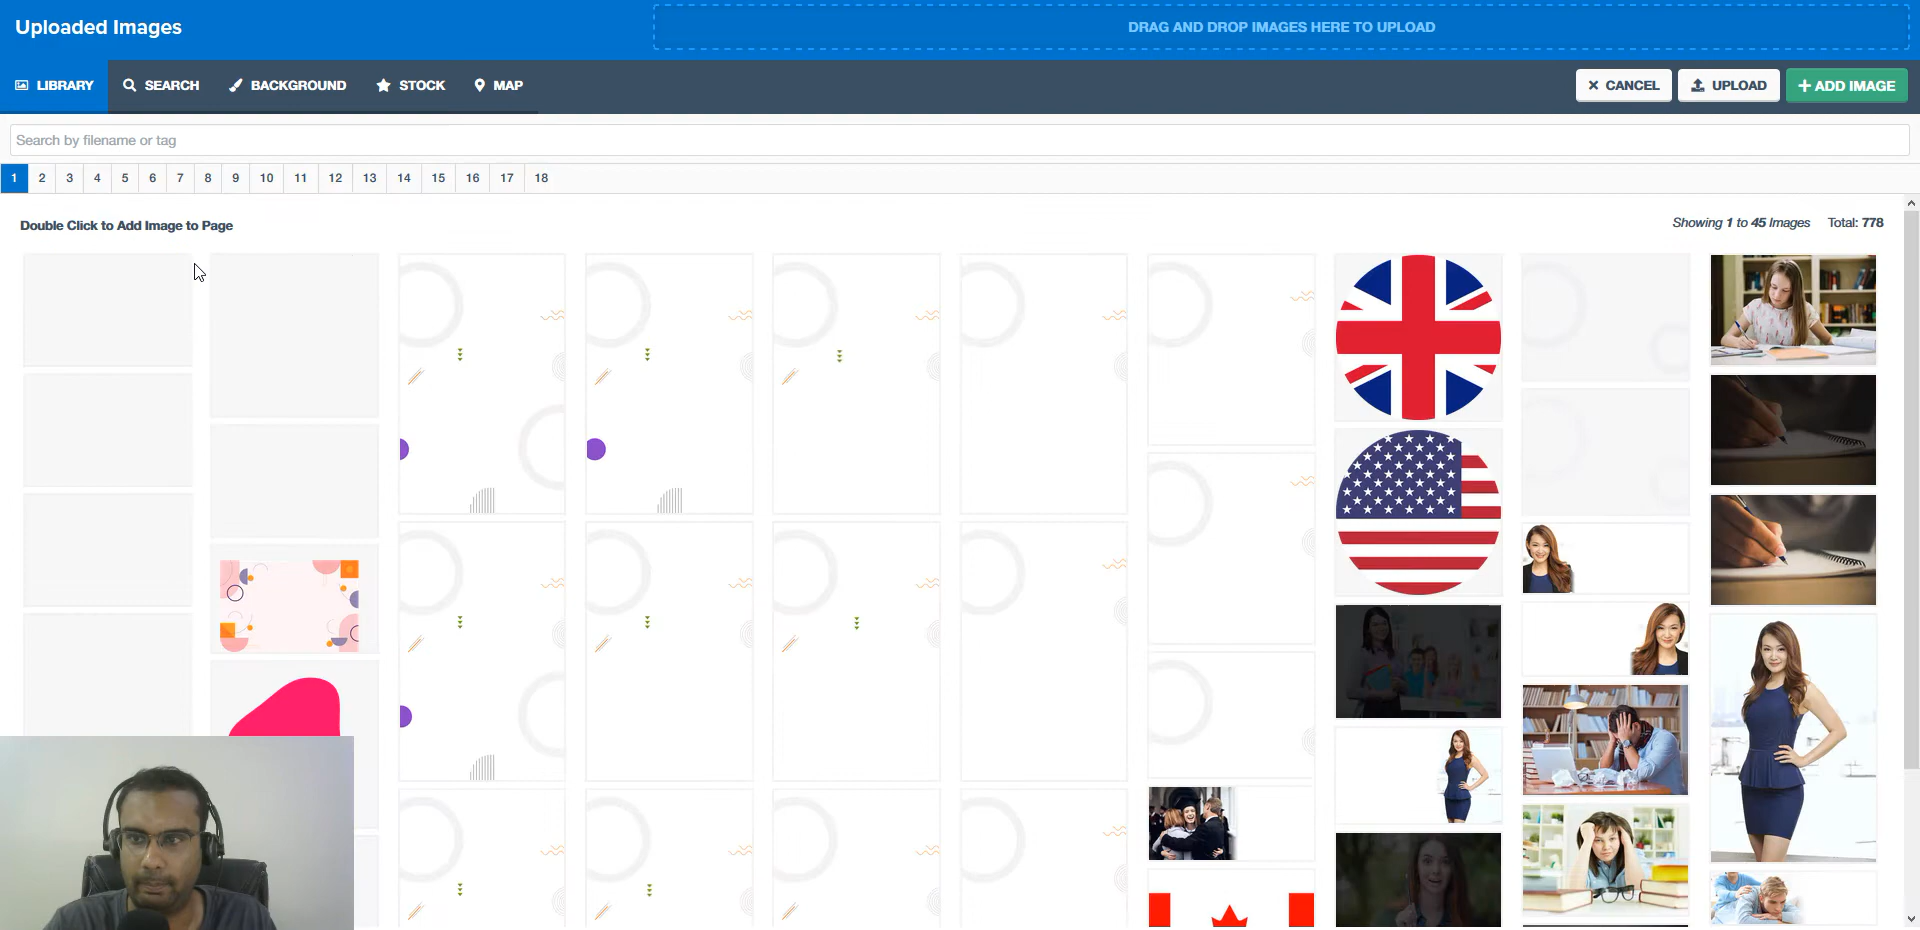 Uploaded Images
DRAG AND DROP IMAGES HERE TO UPLOAD
LIBRARY SEARCH BACKGROUND STOCK MAP
CANCEL UPLOAD + ADD IMAGE
Search by filename or tag
1 2 3 4 5 6 7 8 9 10 11 12 13 14 15 16 17 18
Double Click to Add Image to Page
Showing 1 to 45 Images Total: 778